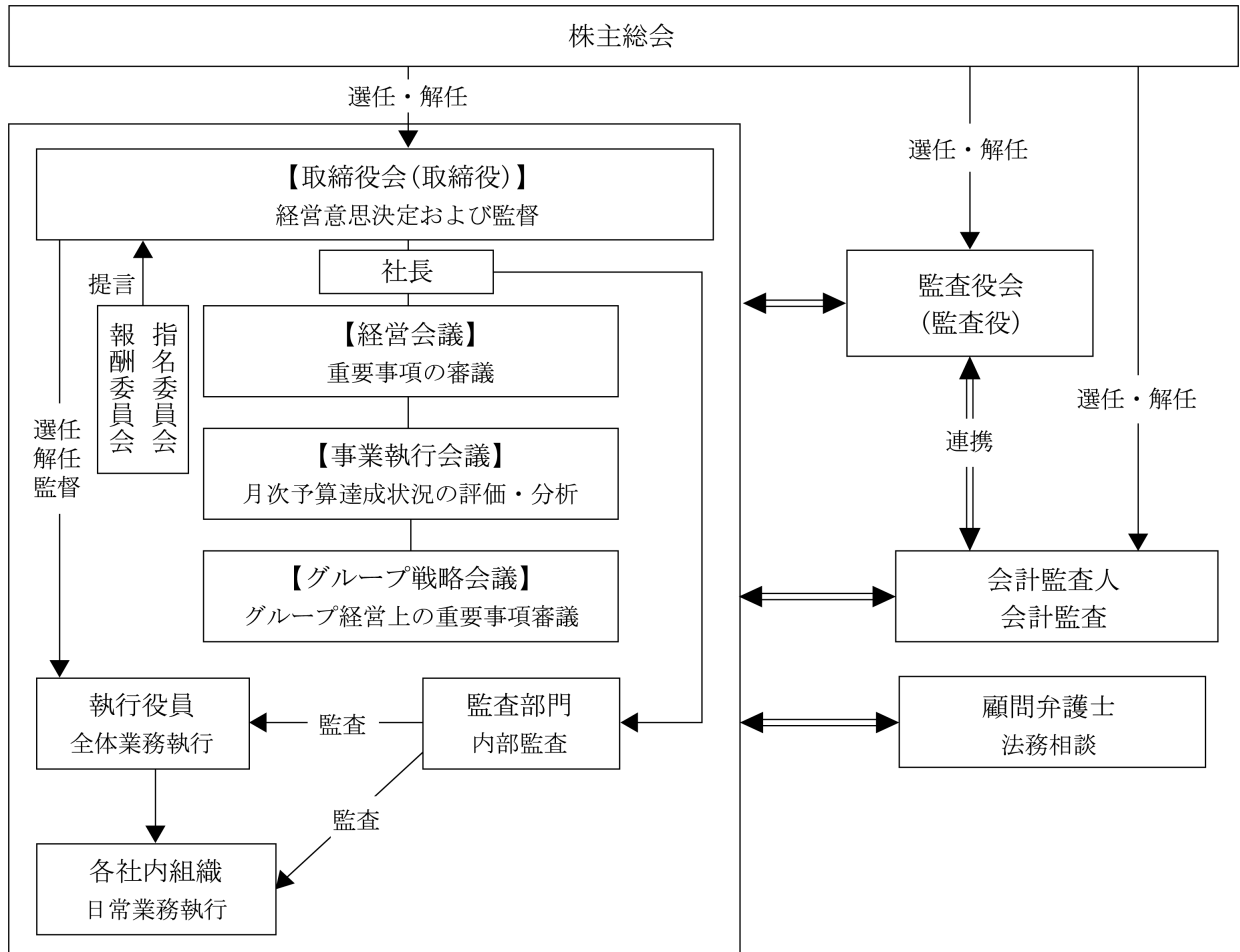 株主総会
選任・解任
選任・解任
選任・解任
【取締役会(取締役)】
経営意思決定および監督
社長
提言
指名委員会
報酬委員会
【経営会議】
重要事項の審議
【事業執行会議】
月次予算達成状況の評価・分析
【グループ戦略会議】
グループ経営上の重要事項審議
選任
解任
監督
執行役員
全体業務執行
監査
監査部門
内部監査
監査
各社内組織
日常業務執行
監査役会
(監査役)
連携
会計監査人
会計監査
顧問弁護士
法務相談